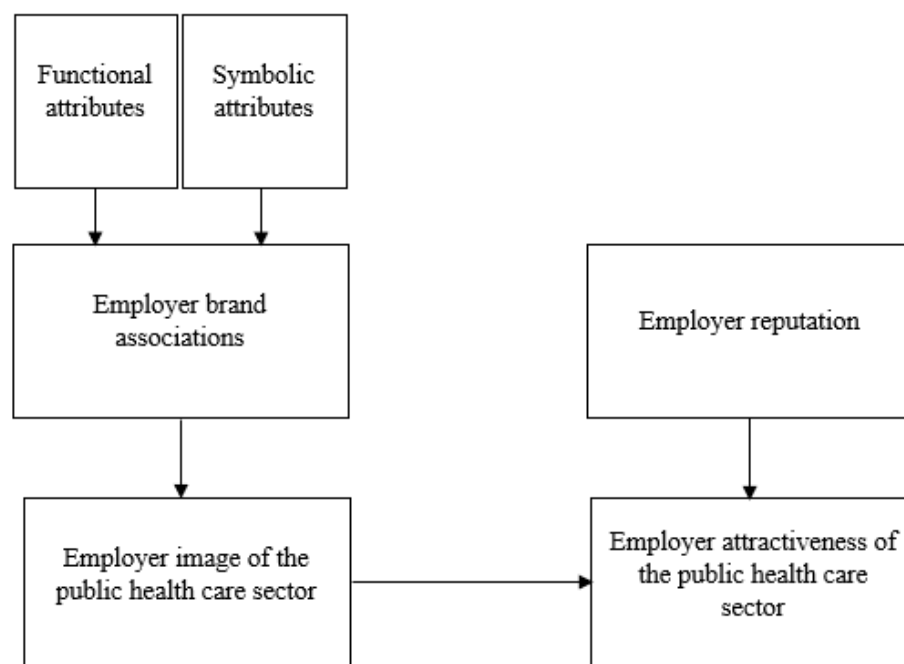 Functional
attributes
Symbolic
attributes
Employer brand
associations
Employer reputation
Employer image of the
public health care sector
Employer attractiveness of
the public health care
sector